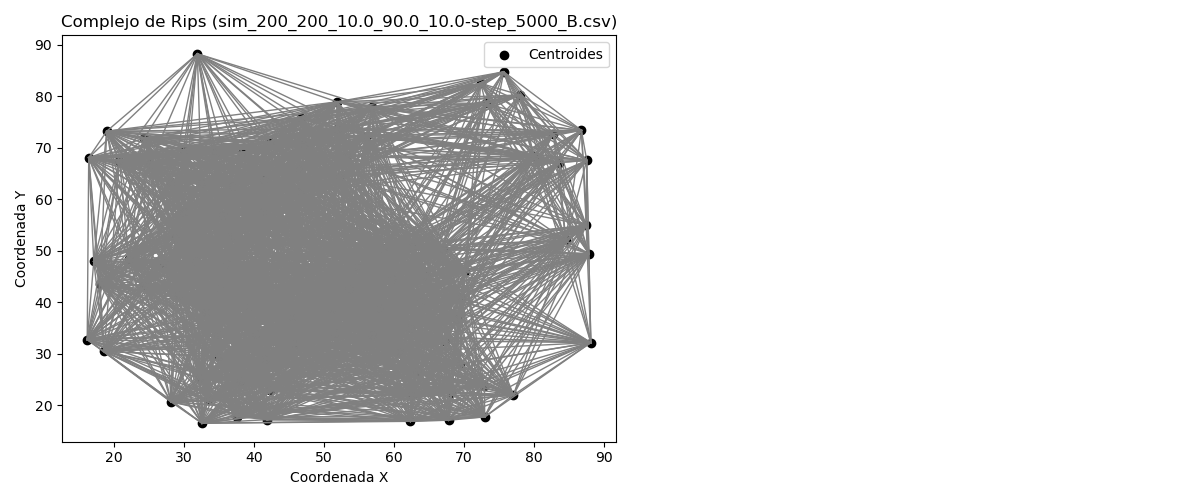 Complejo de Rips (sim_200_200_10.0_90.0_10.0-step_5000_B.csv)
90
80
70
60
50
40
30
20
Coordenada Y
Centroides
20 30 40 50 60 70 80 90
Coordenada X